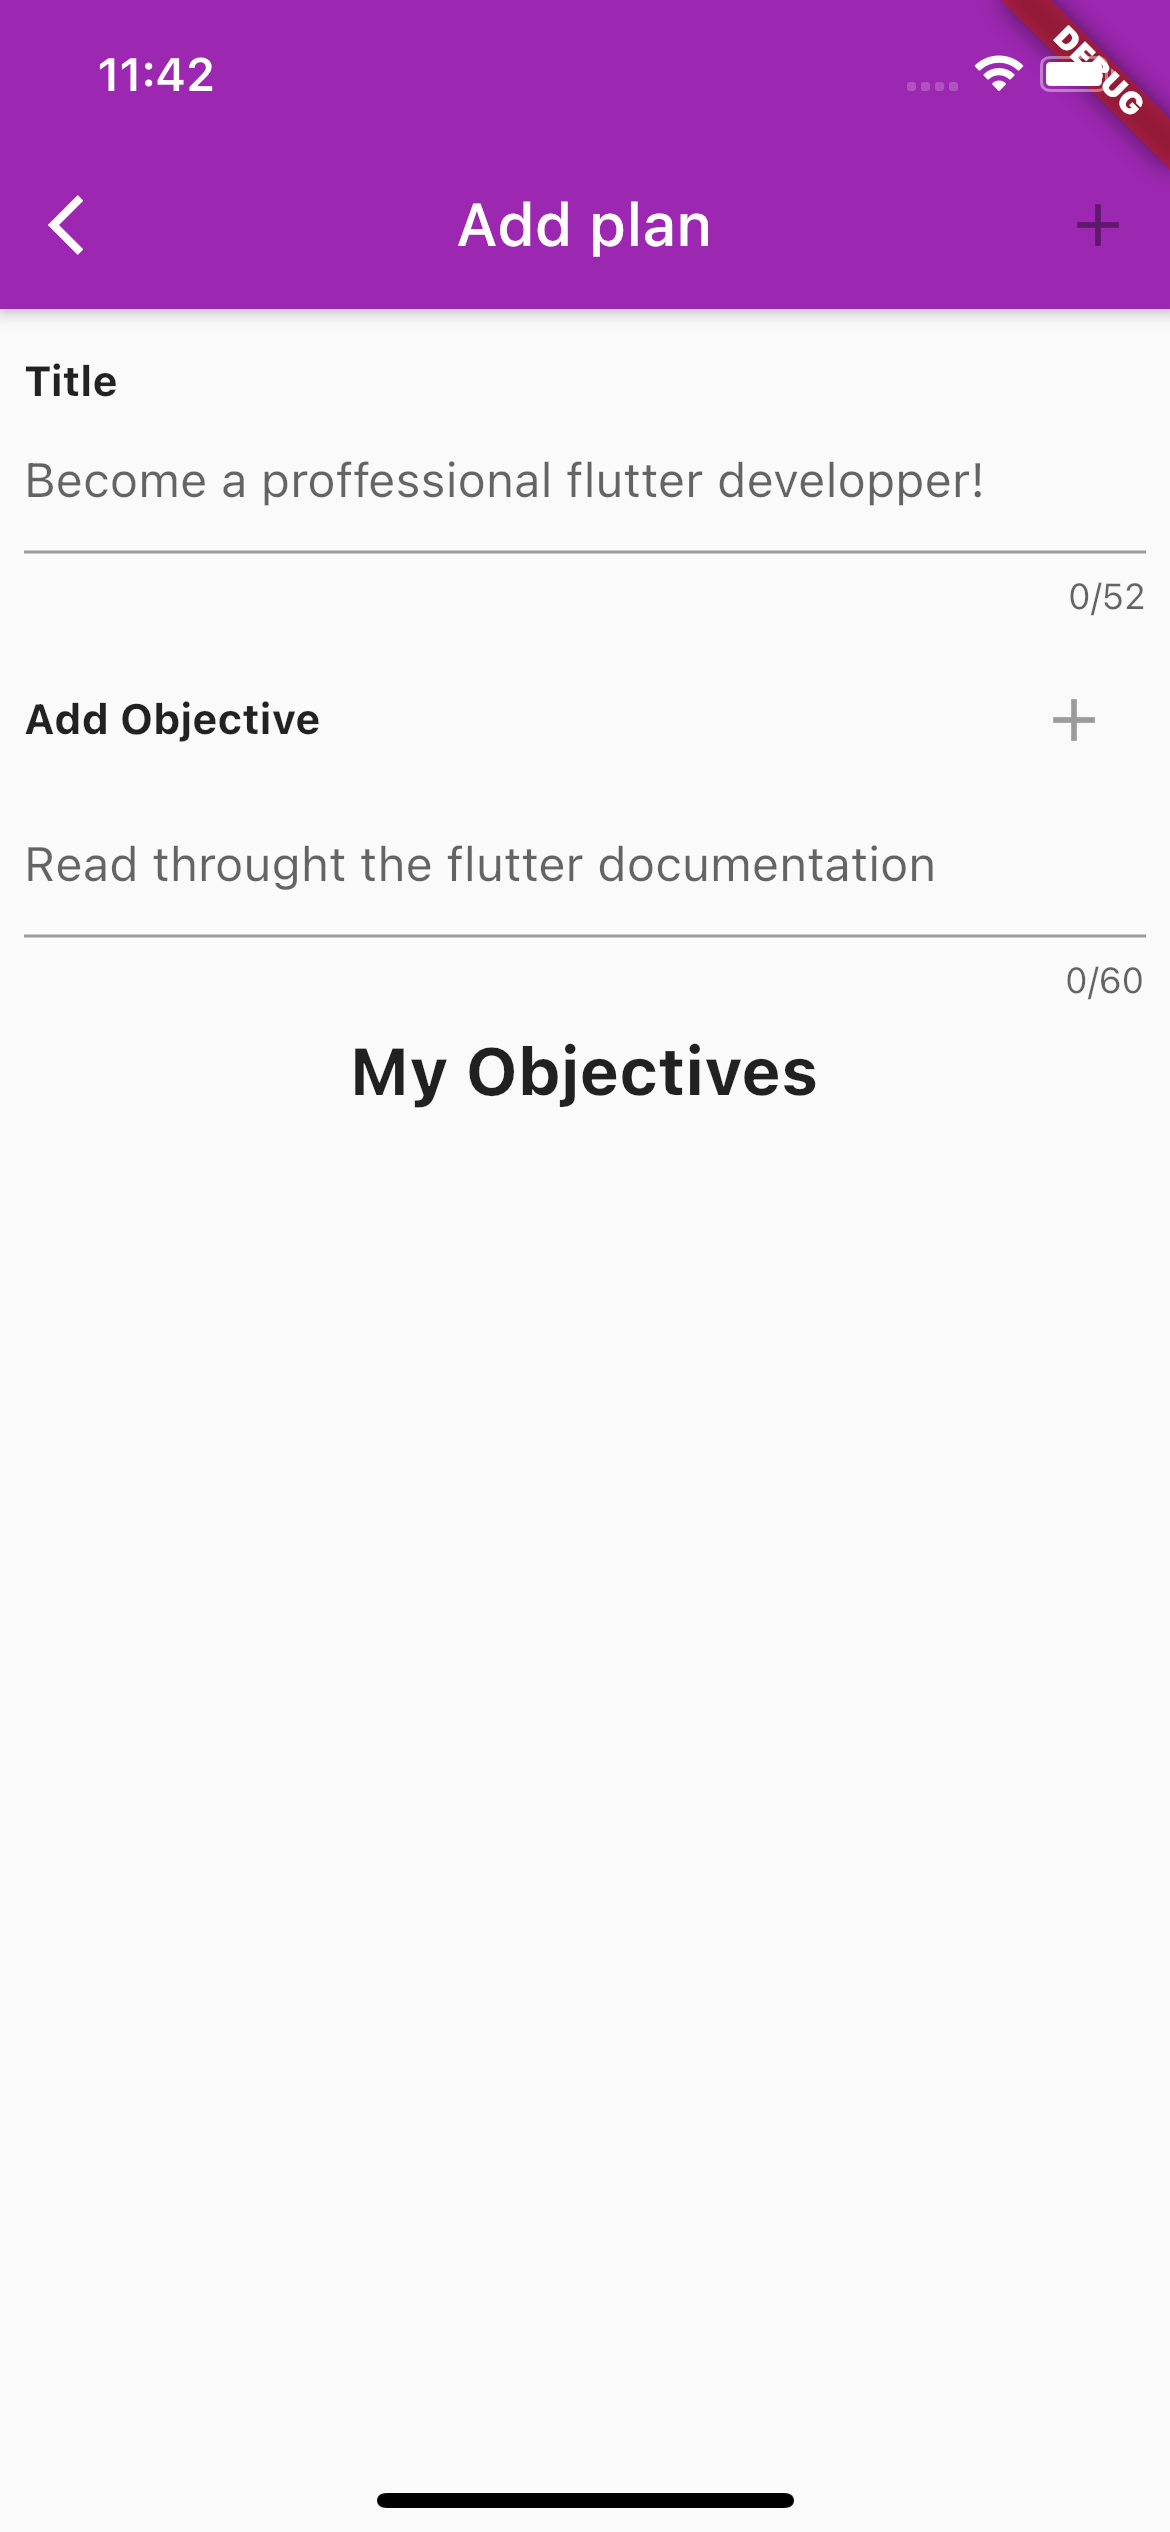 11:42
DEBUG
Add plan
Title
Become a proffessional flutter developper!
0/52
Add Objective
Read throught the flutter documentation
0/60
My Objectives